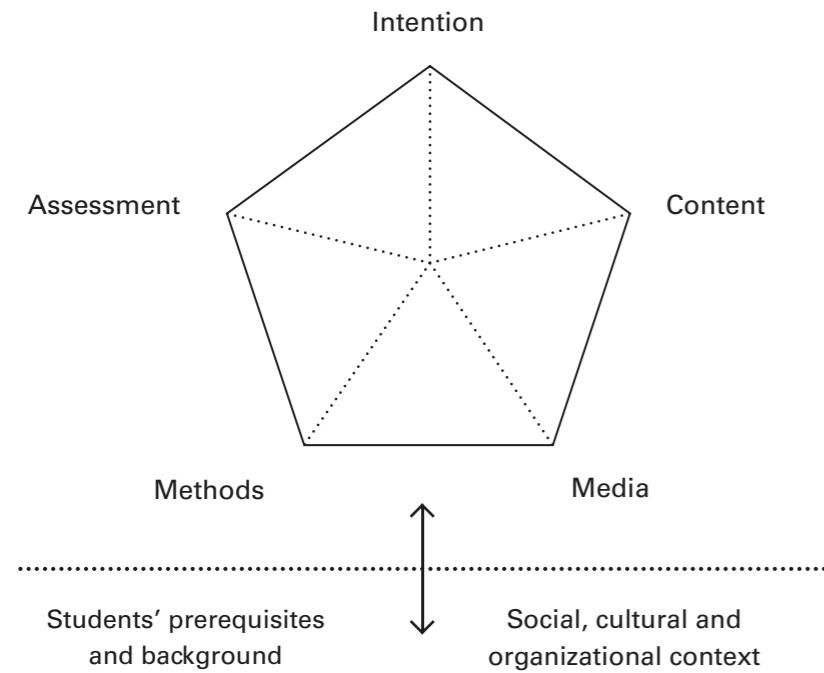 Intention
Assessment
Content
Methods
Media
Students’ prerequisites
and background
Social, cultural and
organizational context